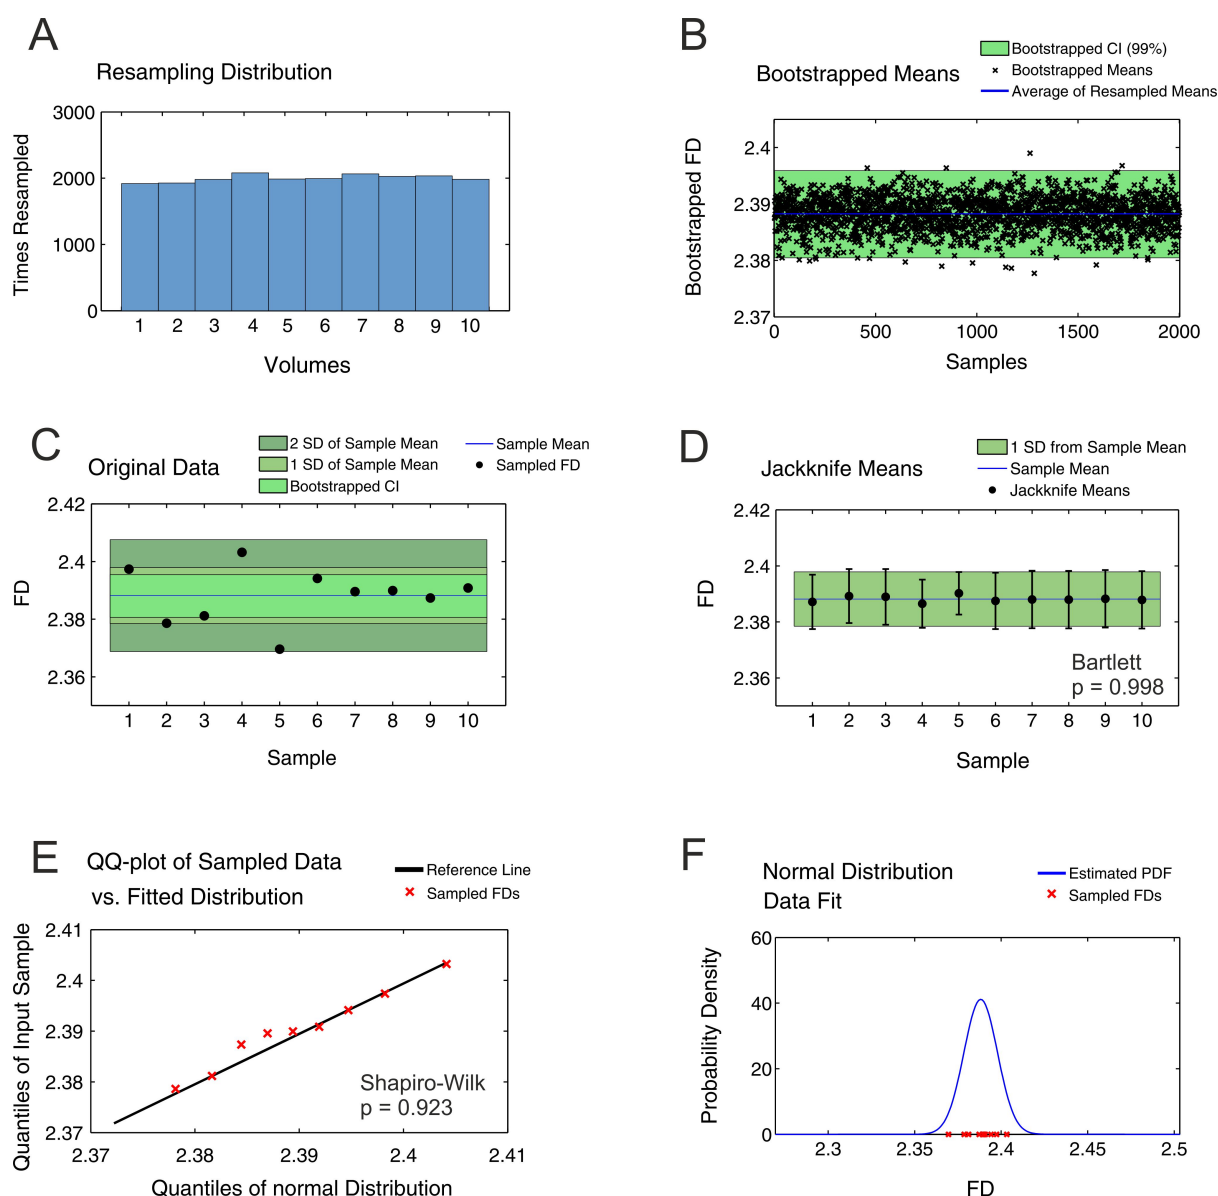 A
Resampling Distribution
Times Resampled
3000
2000
1000
0
1 2 3 4 5 6 7 8 9 10
Volumes
B
Bootstrapped Means
Bootstrapped CI (99%)
Bootstrapped Means
Average of Resampled Means
Bootstrapped FD
2.4
2.39
2.38
2.37
0 500 1000 1500 2000
Samples
C
Original Data
2 SD of Sample Mean
1 SD of Sample Mean
Bootstrapped CI
Sample Mean
Sampled FD
FD
2.42
2.4
2.38
2.36
1 2 3 4 5 6 7 8 9 10
Sample
D
Jackknife Means
1 SD from Sample Mean
Sample Mean
Jackknife Means
FD
2.42
2.4
2.38
2.36
Bartlett
p = 0.998
1 2 3 4 5 6 7 8 9 10
Sample
E
QQ-plot of Sampled Data
vs. Fitted Distribution
Reference Line
Sampled FDs
Quantiles of Input Sample
2.41
2.4
2.39
2.38
2.37
Shapiro-Wilk
p = 0.923
2.37 2.38 2.39 2.4 2.41
Quantiles of normal Distribution
F
Normal Distribution
Data Fit
Estimated PDF
Sampled FDs
Probability Density
60
40
20
0
2.3 2.35 2.4 2.45 2.5
FD